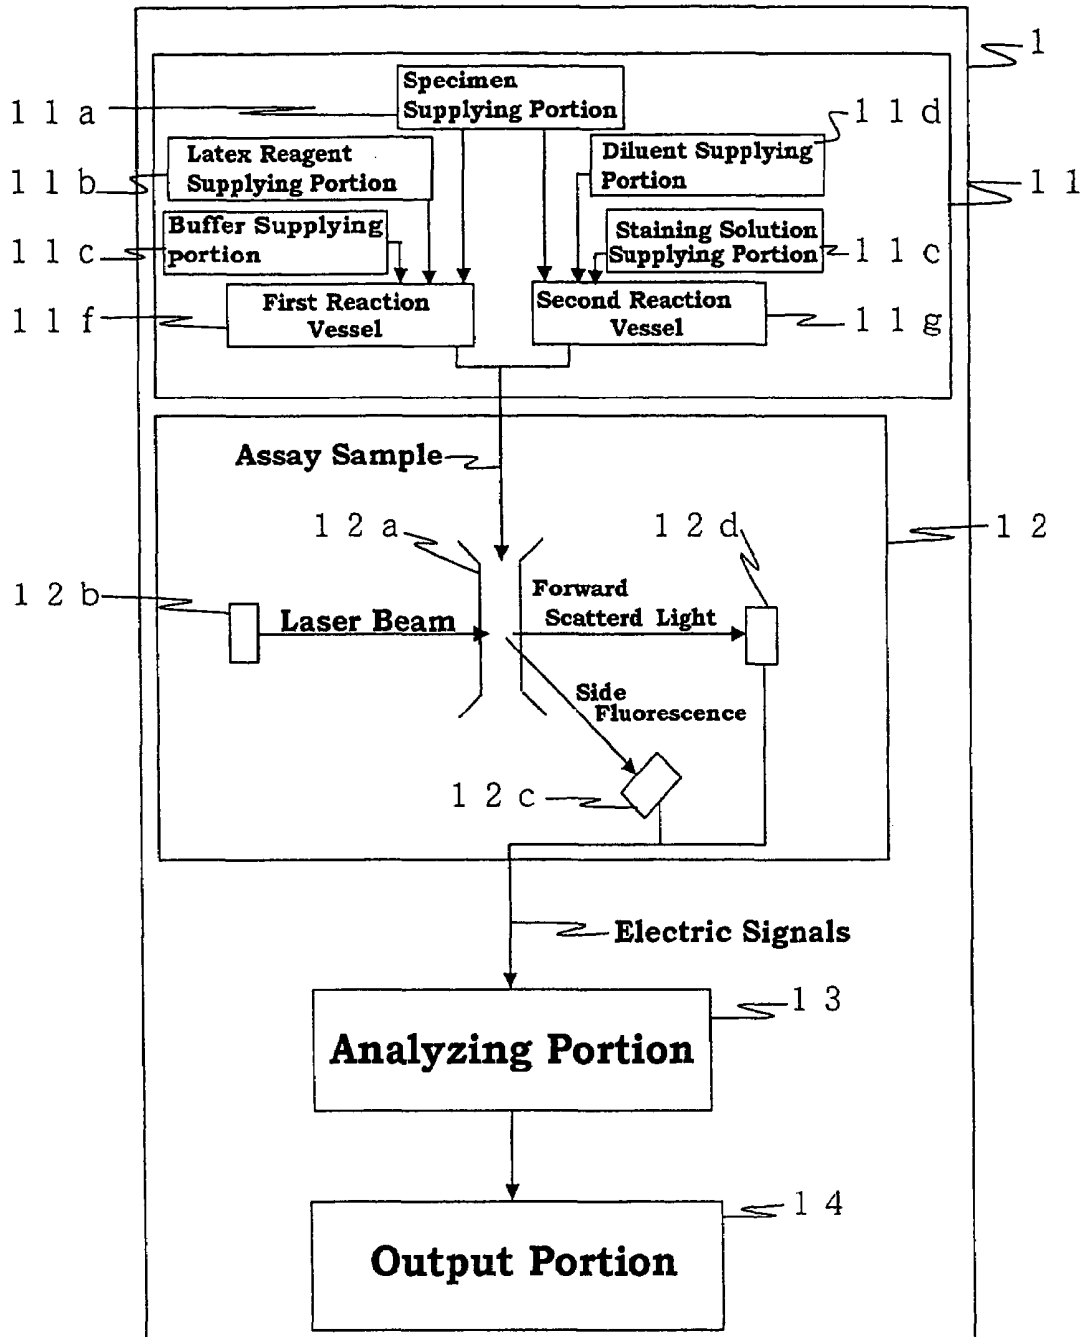 1
Specimen
Supplying Portion
11a
11d
Latex Reagent
Supplying Portion
Diluent Supplying
Portion
11b
11
Buffer Supplying
portion
Staining Solution
Supplying Portion
11c
11c
First Reaction
Vessel
Second Reaction
Vessel
11f
11g
Assay Sample
12a
12d
12
12b
Laser Beam
Forward
Scatterd Light
Side
Fluorescence
12c
Electric Signals
13
Analyzing Portion
14
Output Portion